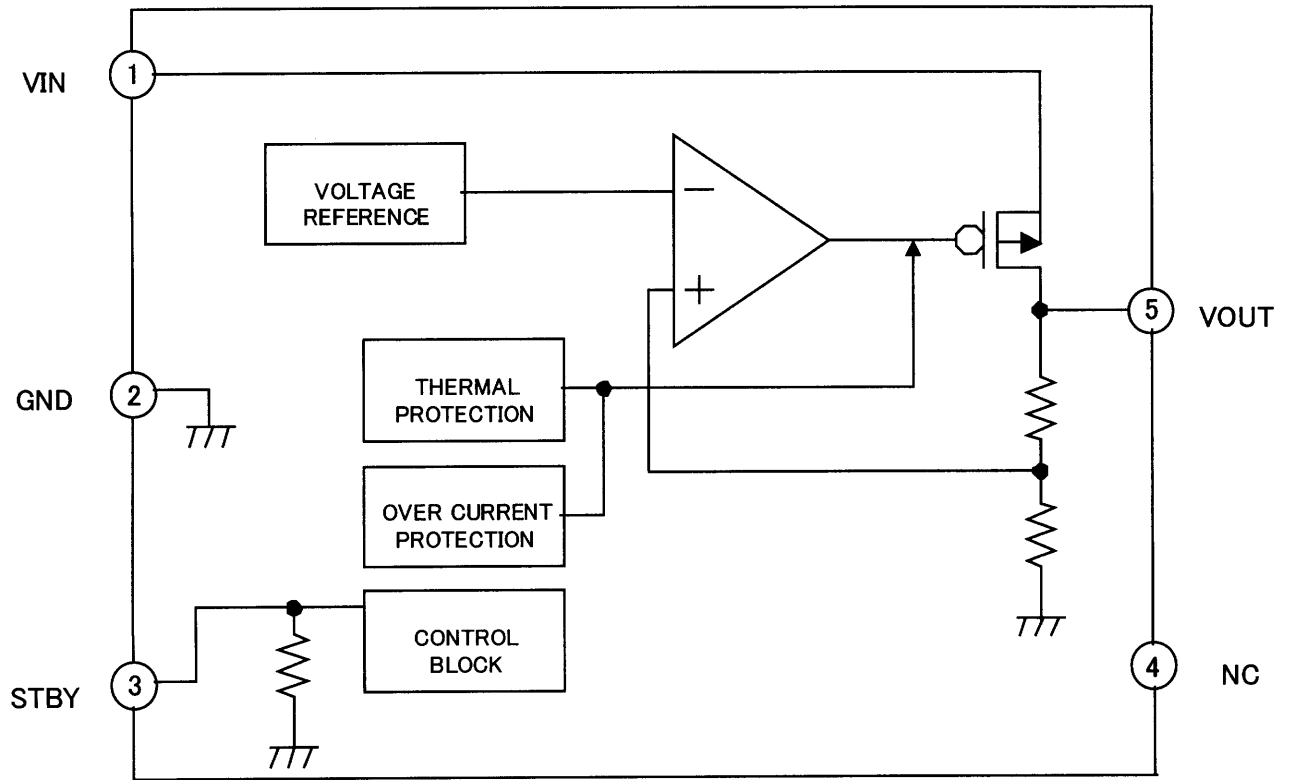 VIN
1
VOLTAGE
REFERENCE
−
+
5
VOUT
GND
2
THERMAL
PROTECTION
OVER CURRENT
PROTECTION
CONTROL
BLOCK
STBY
3
4
NC